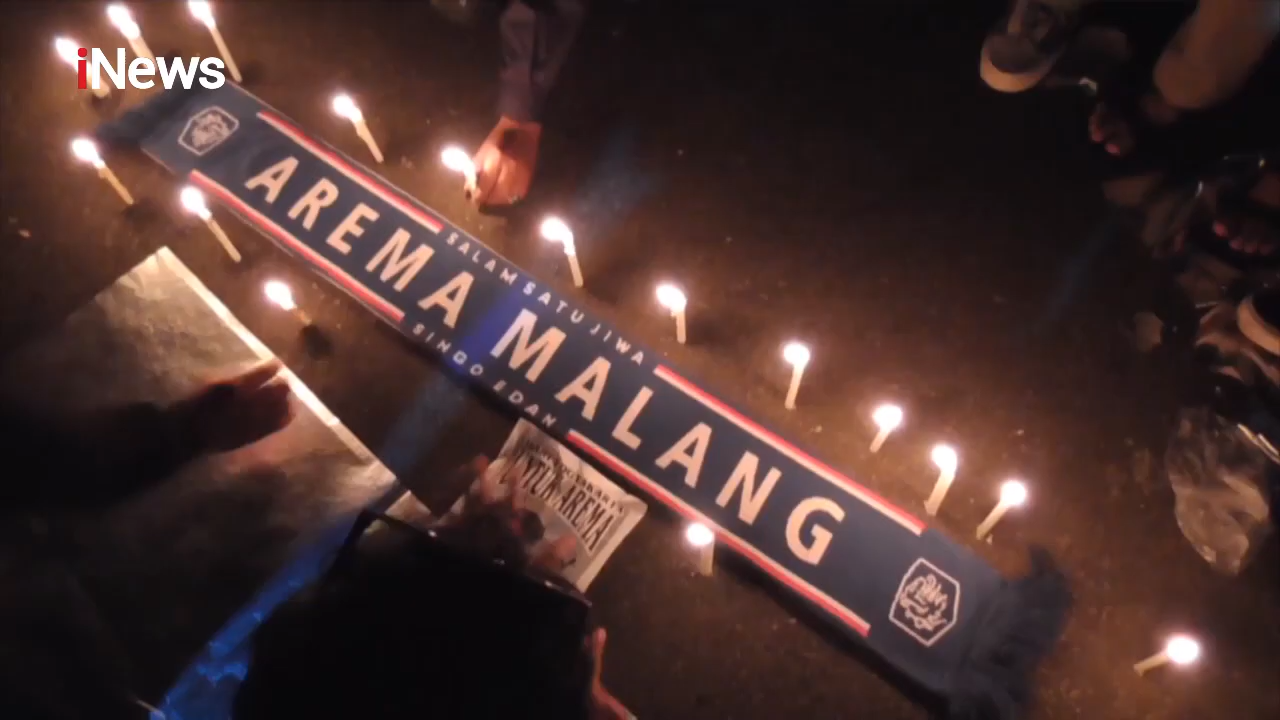 iNews
SALAM SATU JIWA
AREMA MALANG
SINGO EDAN
UNTUK AREMA